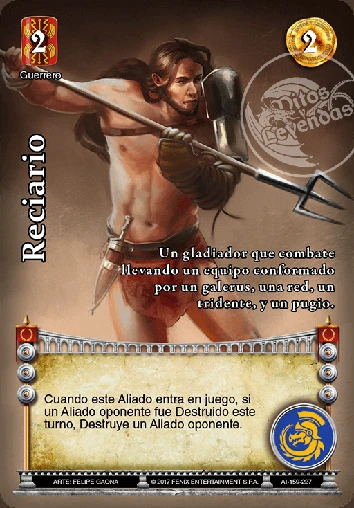 2
Guerrero
2
Mitos
y
Leyendas
Reciario
Un gladiador que combate
llevando un equipo conformado
por un galerus, una red, un
tridente, y un pugio.
Cuando este Aliado entra en juego, si
un Aliado oponente fue Destruido este
turno, Destruye un Aliado oponente.
ARTE: FELIPE GAONA
© 2017 FENIX ENTERTAINMENT S.P.A.